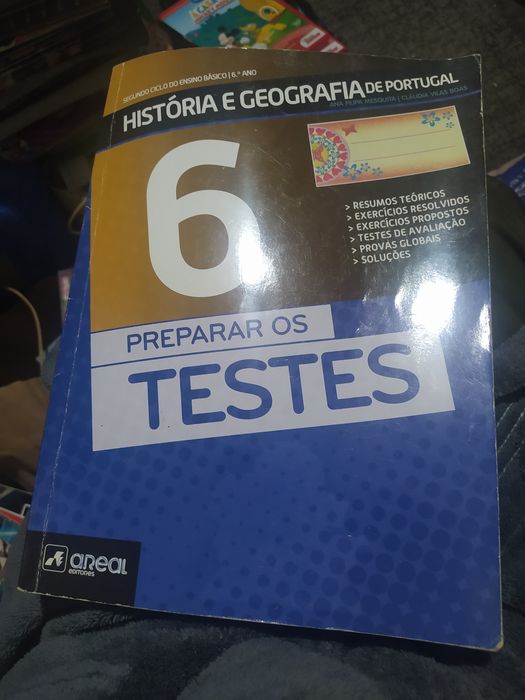 SEGUNDO CICLO DO ENSINO BÁSICO | 6.º ANO
HISTÓRIA E GEOGRAFIA DE PORTUGAL
ANA FILIPA MESQUITA | CLÁUDIA VILAS BOAS
6
> RESUMOS TEÓRICOS
> EXERCÍCIOS RESOLVIDOS
> EXERCÍCIOS PROPOSTOS
> TESTES DE AVALIAÇÃO
> PROVAS GLOBAIS
> SOLUÇÕES
PREPARAR OS
TESTES
areal
EDITORES